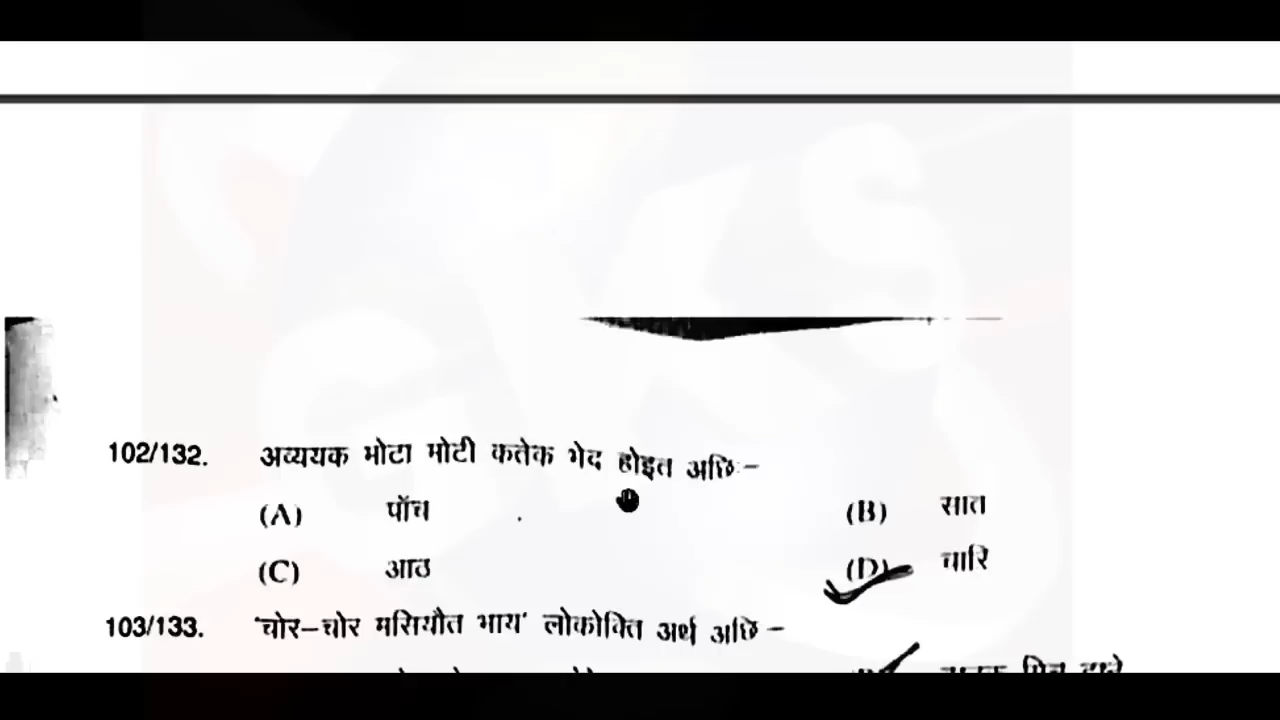 102/132. अव्ययक भोटा मोटी कतेक भेद होइत अछि:-
(A) पाँच (B) सात
(C) आठ (D) चारि
103/133. 'चोर-चोर मसियौत भाय' लोकोक्ति अर्थ अछि -